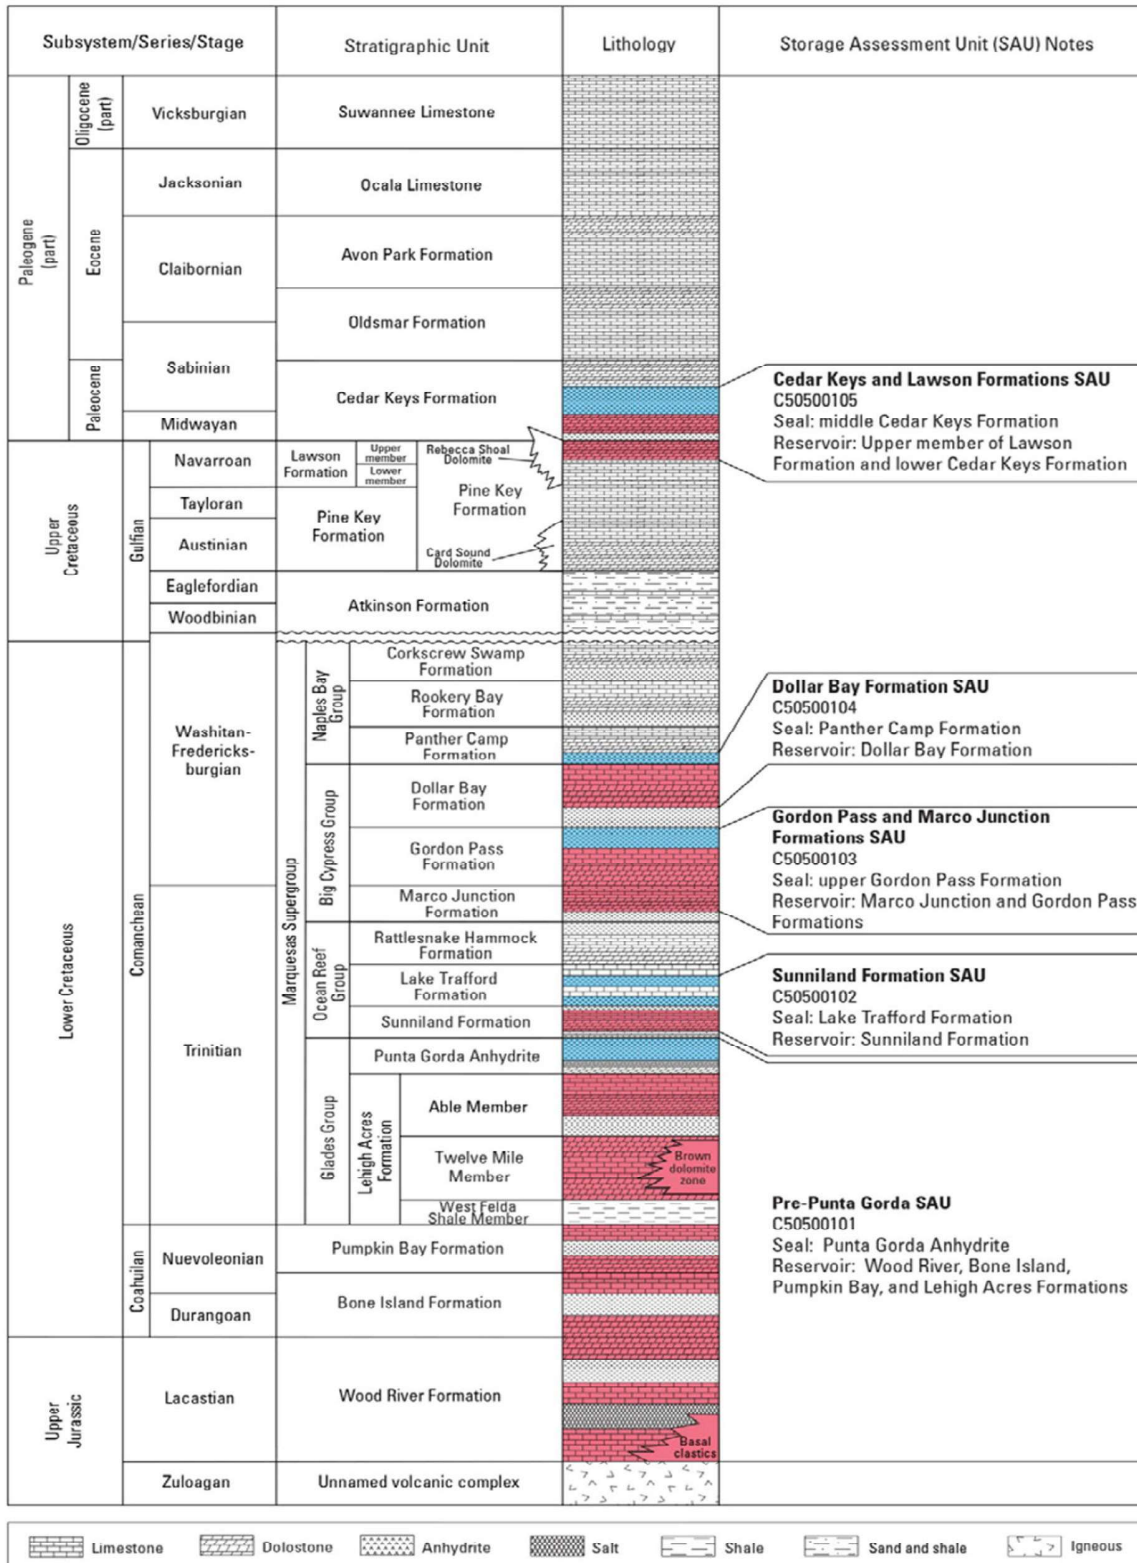 Subsystem/Series/Stage
Stratigraphic Unit
Lithology
Storage Assessment Unit (SAU) Notes
Paleogene
(part)
Oligocene
(part)
Vicksburgian
Suwannee Limestone
Eocene
Jacksonian
Ocala Limestone
Claibornian
Avon Park Formation
Oldsmar Formation
Sabinian
Paleocene
Cedar Keys Formation
Midwayan
Cedar Keys and Lawson Formations SAU
C50500105
Seal: middle Cedar Keys Formation
Reservoir: Upper member of Lawson
Formation and lower Cedar Keys Formation
Upper
Cretaceous
Gulfian
Navarroan
Lawson
Formation
Upper
member
Lower
member
Rebecca Shoal
Dolomite
Pine Key
Formation
Tayloran
Pine Key
Formation
Austinian
Card Sound
Dolomite
Eaglefordian
Woodbinian
Atkinson Formation
Lower Cretaceous
Comanchean
Washitan-
Fredericks-
burgian
Marquesas Supergroup
Naples Bay
Group
Corkscrew Swamp
Formation
Rookery Bay
Formation
Panther Camp
Formation
Dollar Bay Formation SAU
C50500104
Seal: Panther Camp Formation
Reservoir: Dollar Bay Formation
Big Cypress Group
Dollar Bay
Formation
Gordon Pass
Formation
Marco Junction
Formation
Gordon Pass and Marco Junction
Formations SAU
C50500103
Seal: upper Gordon Pass Formation
Reservoir: Marco Junction and Gordon Pass
Formations
Trinitian
Ocean Reef
Group
Rattlesnake Hammock
Formation
Lake Trafford
Formation
Sunniland Formation
Sunniland Formation SAU
C50500102
Seal: Lake Trafford Formation
Reservoir: Sunniland Formation
Glades Group
Punta Gorda Anhydrite
Lehigh Acres
Formation
Able Member
Twelve Mile
Member
Brown
dolomite
zone
West Felda
Shale Member
Pre-Punta Gorda SAU
C50500101
Seal: Punta Gorda Anhydrite
Reservoir: Wood River, Bone Island,
Pumpkin Bay, and Lehigh Acres Formations
Coahuilan
Nuevoleonian
Pumpkin Bay Formation
Durangoan
Bone Island Formation
Upper
Jurassic
Lacastian
Wood River Formation
Basal
clastics
Zuloagan
Unnamed volcanic complex
Limestone
Dolostone
Anhydrite
Salt
Shale
Sand and shale
Igneous